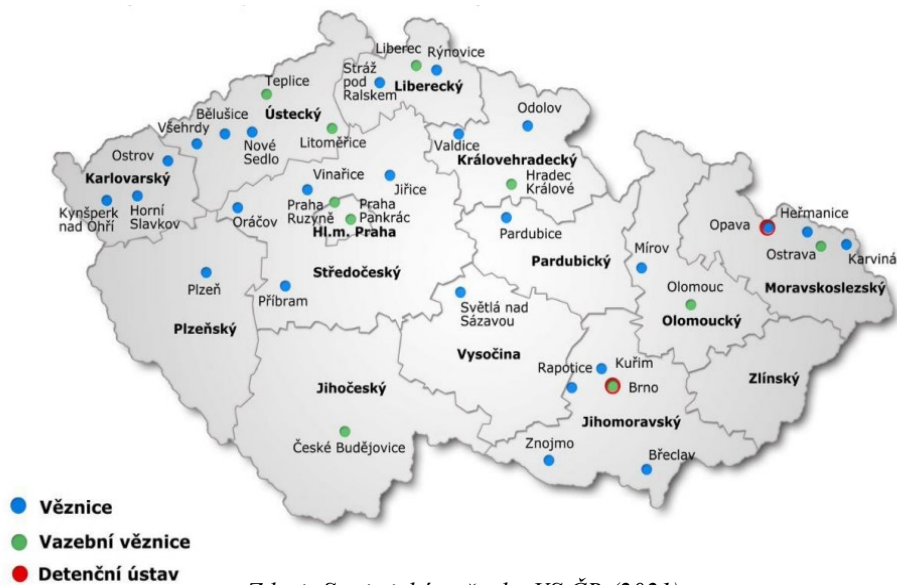 Liberec
Rýnovice
Stráž
pod
Ralskem
Liberecký
Teplice
Ústecký
Bělušice
Všehrdy
Nové
Sedlo
Litoměřice
Odolov
Valdice
Královehradecký
Hradec
Králové
Ostrov
Karlovarský
Kynšperk
nad Ohří
Horní
Slavkov
Vinařice
Jiřice
Praha
Ruzyně
Praha
Pankrác
Hl.m. Praha
Oráčov
Středočeský
Pardubice
Pardubický
Mírov
Opava
Heřmanice
Ostrava
Karviná
Moravskoslezský
Plzeň
Plzeňský
Příbram
Světlá nad
Sázavou
Vysočina
Olomouc
Olomoucký
Zlínský
Rapotice
Kuřim
Brno
Jihomoravský
Jihočeský
České Budějovice
Znojmo
Břeclav
Věznice
Vazební věznice
Detenční ústav
(2021)